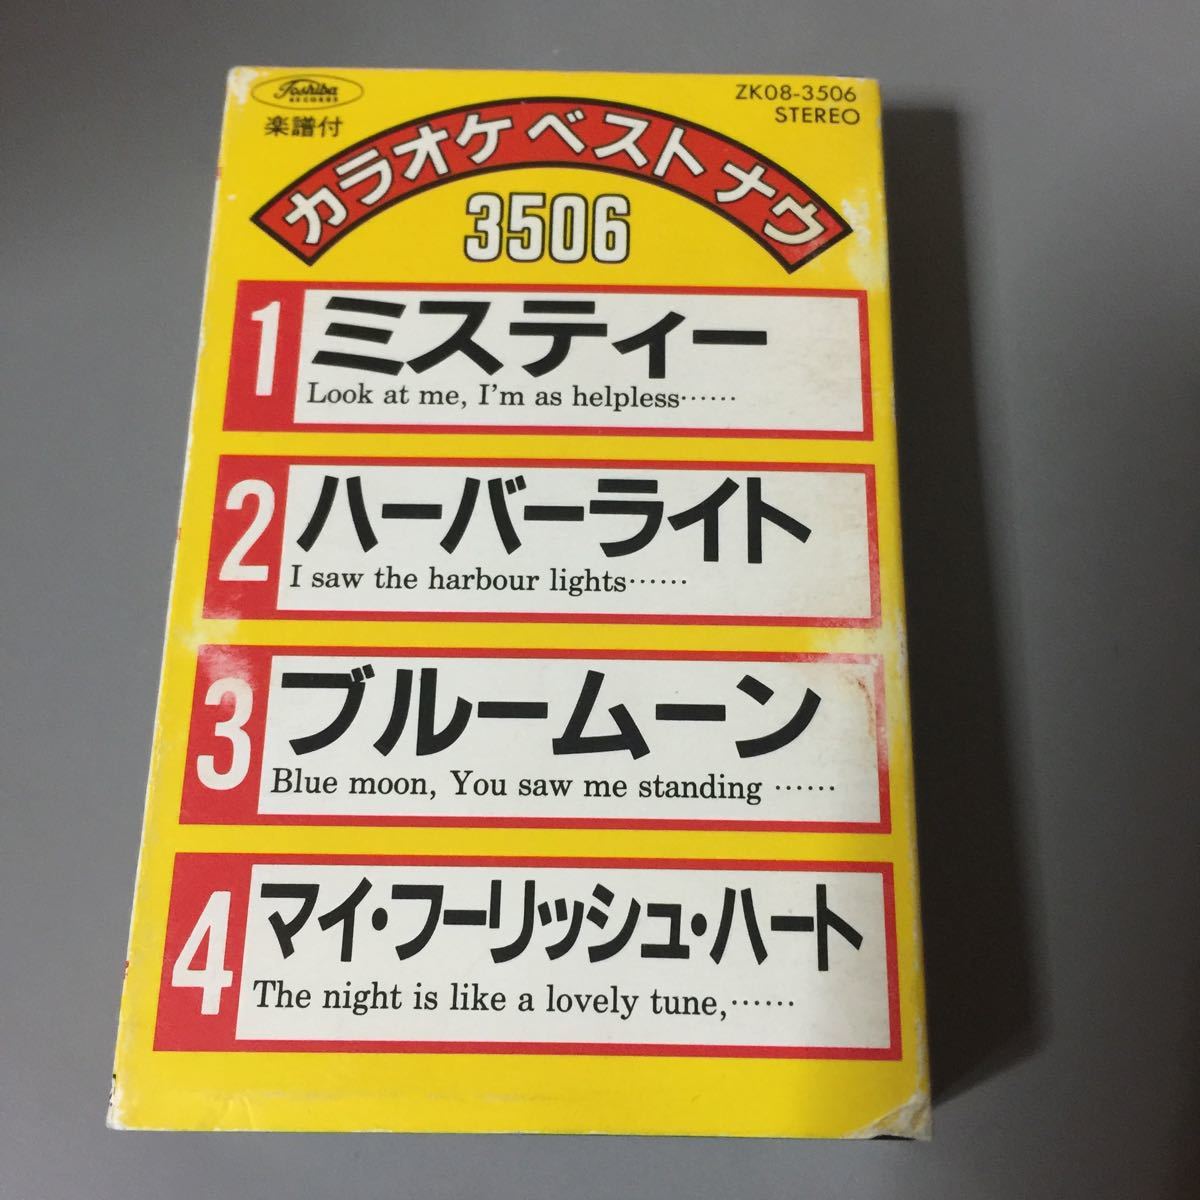 Toshiba
RECORDS
楽譜付
ZK08-3506
STEREO
カラオケ ベスト ナウ
3506
1
ミスティー
Look at me, I'm as helpless……
2
ハーバーライト
I saw the harbour lights……
3
ブルームーン
Blue moon, You saw me standing ……
4
マイ・フーリッシュ・ハート
The night is like a lovely tune,……